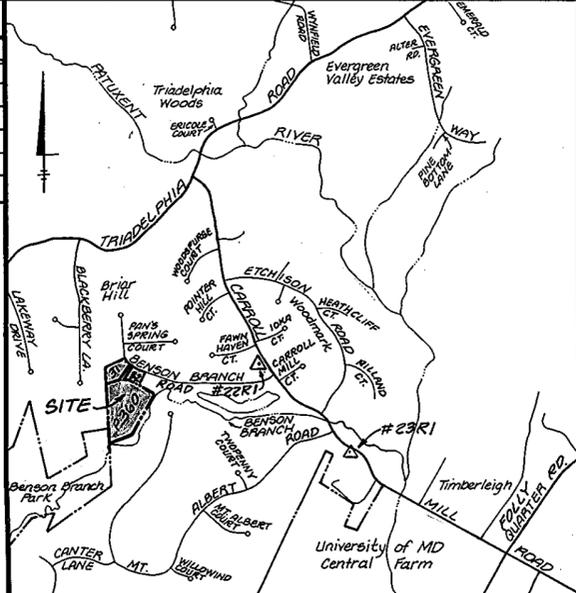 WYNFIELD
ROAD
EMERALD
CT.
ALTER
RD.
EVERGREEN
WAY
PATUXENT
Triadelphia
Woods
ROAD
Evergreen
Valley Estates
ERICOLE
COURT
RIVER
PINE
BOTTOM
LANE
TRIADELPHIA
WOODSPURGE
COURT
LAKEWAY
DRIVE
BLACKBERRY LA.
Briar
Hill
ETCHISON
ROAD
POINTER
HILL
CT.
CARROLL
Woodmark
HEATHCLIFF
CT.
PAN'S
SPRING
COURT
FAWN
HAVEN
CT.
IOKA
CT.
CARROLL
MILL
CT.
RILLAND
CT.
BENSON BRANCH
ROAD
#22R1
SITE
P.360
BENSON
BRANCH
ROAD
#23R1
TWOPENNY
COURT
Benson Branch
Park
ALBERT
MT. ALBERT
COURT
MILL
Timberleigh
FOLLY
QUARTER RD.
ROAD
University of MD
Central Farm
CANTER
LANE
MT.
WILLOWIND
COURT